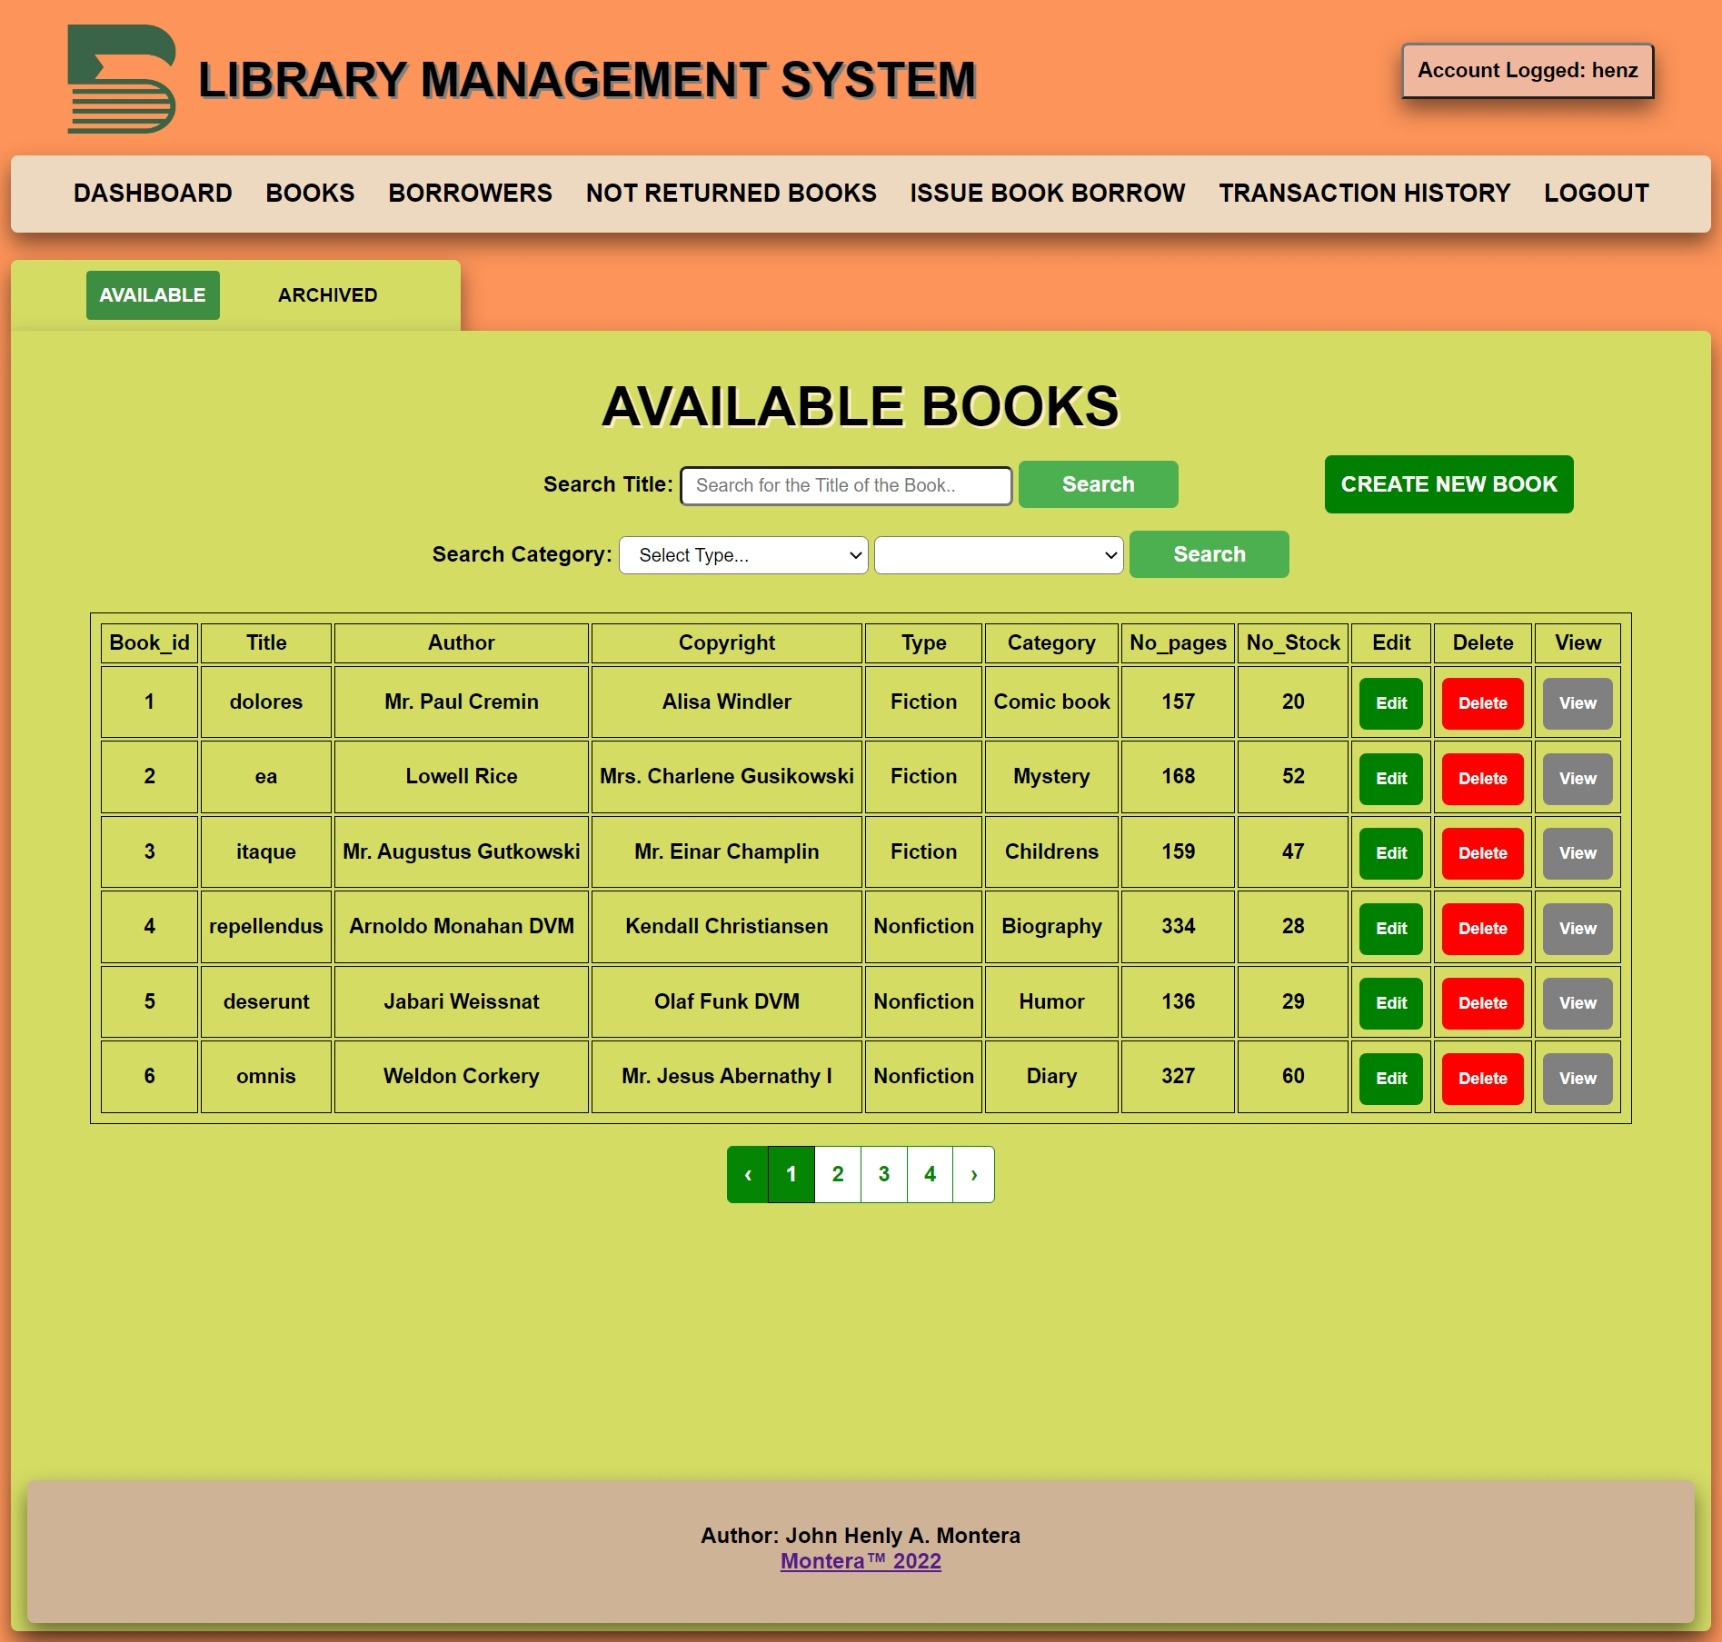 LIBRARY MANAGEMENT SYSTEM
Account Logged: henz
DASHBOARD BOOKS BORROWERS NOT RETURNED BOOKS ISSUE BOOK BORROW TRANSACTION HISTORY LOGOUT
AVAILABLE ARCHIVED
AVAILABLE BOOKS
Search Title: Search for the Title of the Book.. Search CREATE NEW BOOK
Search Category: Select Type... Search
Book_id Title Author Copyright Type Category No_pages No_Stock Edit Delete View
1 dolores Mr. Paul Cremin Alisa Windler Fiction Comic book 157 20 Edit Delete View
2 ea Lowell Rice Mrs. Charlene Gusikowski Fiction Mystery 168 52 Edit Delete View
3 itaque Mr. Augustus Gutkowski Mr. Einar Champlin Fiction Childrens 159 47 Edit Delete View
4 repellendus Arnoldo Monahan DVM Kendall Christiansen Nonfiction Biography 334 28 Edit Delete View
5 deserunt Jabari Weissnat Olaf Funk DVM Nonfiction Humor 136 29 Edit Delete View
6 omnis Weldon Corkery Mr. Jesus Abernathy I Nonfiction Diary 327 60 Edit Delete View
‹ 1 2 3 4 ›
Author: John Henly A. Montera
Montera™ 2022